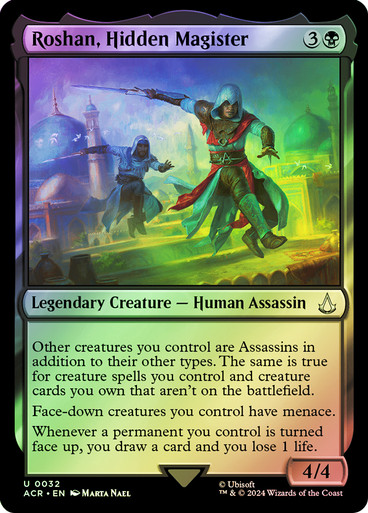 Roshan, Hidden Magister 3
Legendary Creature — Human Assassin
Other creatures you control are Assassins in
addition to their other types. The same is true
for creature spells you control and creature
cards you own that aren't on the battlefield.
Face-down creatures you control have menace.
Whenever a permanent you control is
turned face up, you draw a card and you lose 1 life.
4/4
U 0032
ACR • EN Marta Nael
© Ubisoft
™ & © 2024 Wizards of the Coast